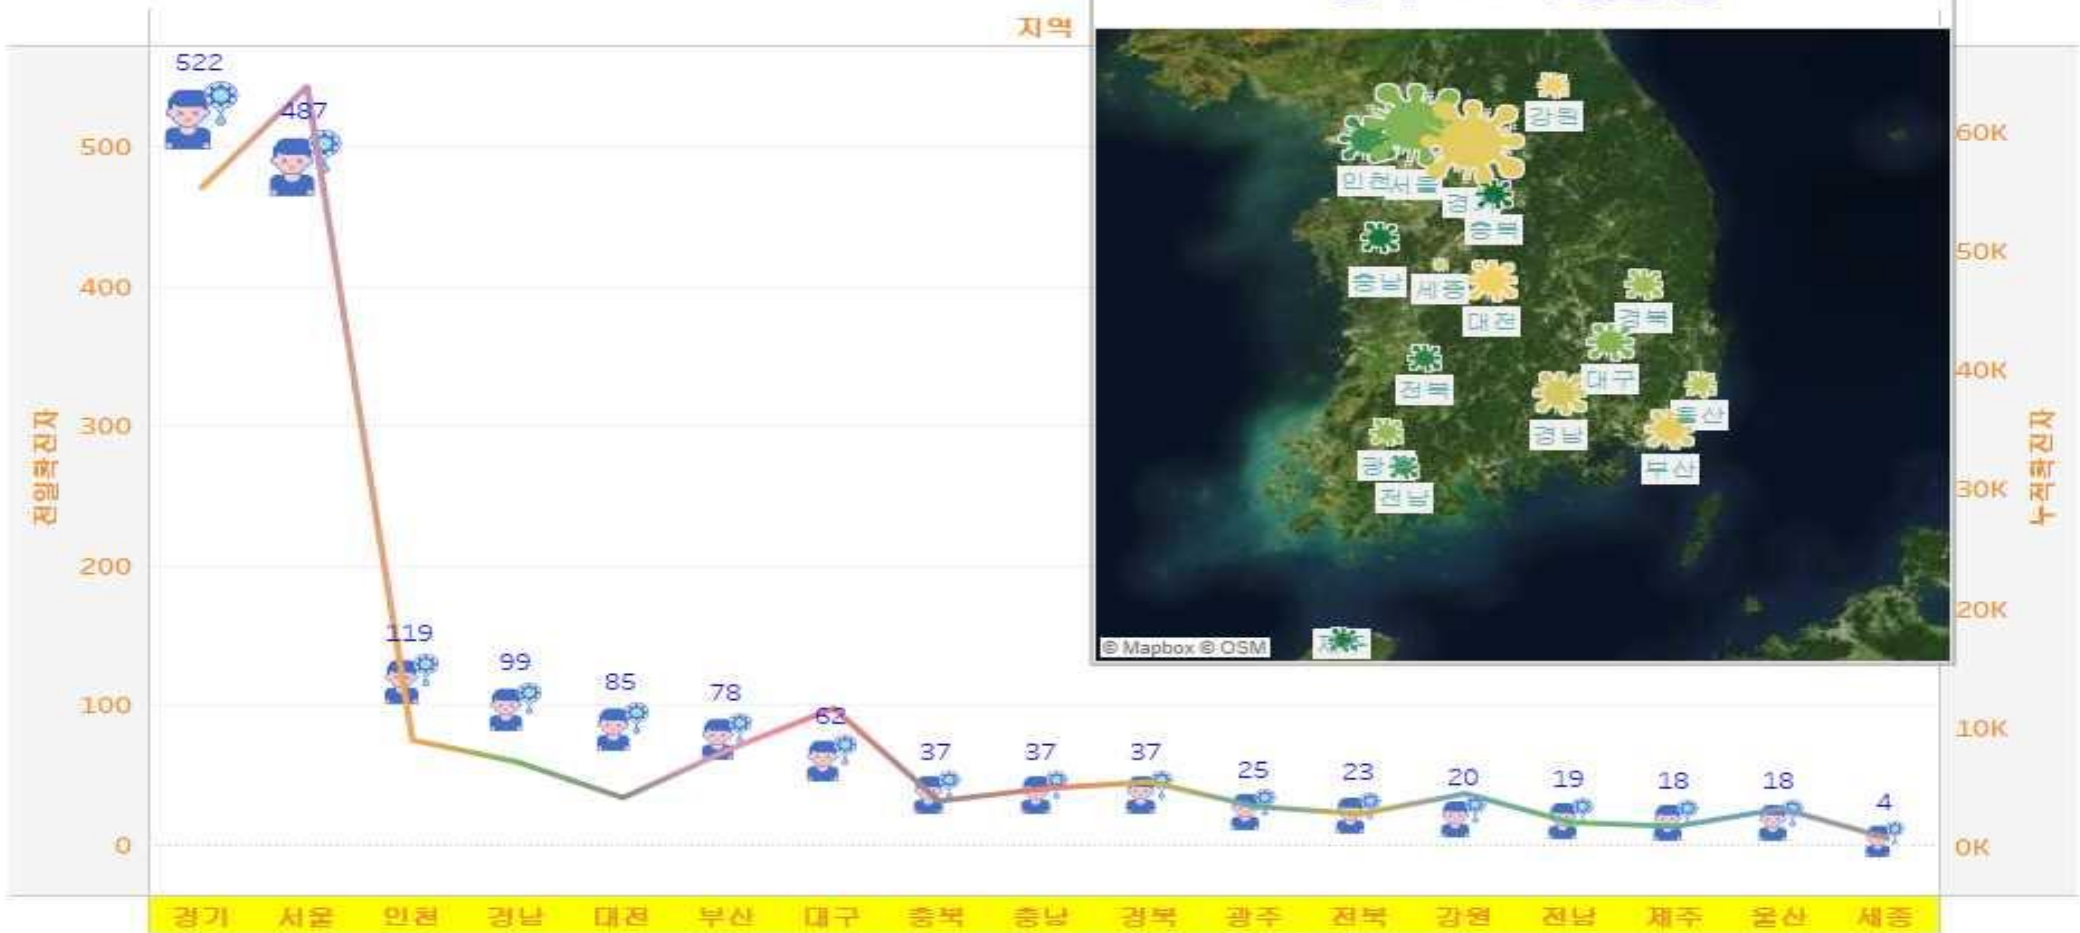 지역
522
487
119
99
85
78
62
37
37
37
25
23
20
19
18
18
4
500
400
300
200
100
0
전일확진자
60K
50K
40K
30K
20K
10K
0K
누적확진자
강원
인천
서울
충북
충남
세종
대전
경북
대구
전북
울산
경남
부산
전남
© Mapbox © OSM
경기 서울 인천 경남 대전 부산 대구 충북 충남 경북 광주 전북 강원 전남 제주 울산 세종